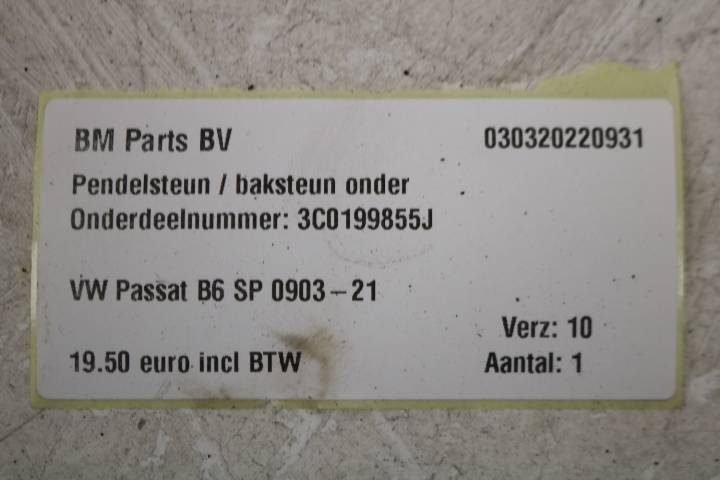 BM Parts BV 030320220931
Pendelsteun / baksteun onder
Onderdeelnummer: 3C0199855J
VW Passat B6 SP 0903-21
Verz: 10
19.50 euro incl BTW Aantal: 1